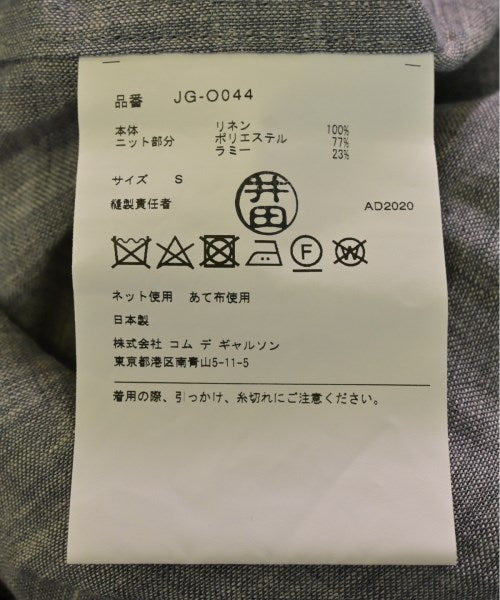 品番 JG-O044
本体 リネン 100%
ニット部分 ポリエステル 77%
ラミー 23%
サイズ S
縫製責任者 井田 AD2020
F W
ネット使用 あて布使用
日本製
株式会社 コム デ ギャルソン
東京都港区南青山5-11-5
着用の際、引っかけ、糸切れにご注意ください。